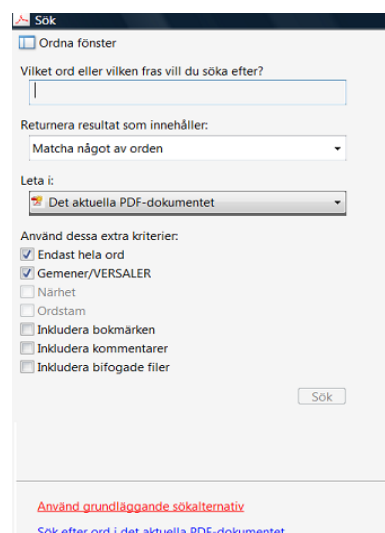 Sök
Ordna fönster
Vilket ord eller vilken fras vill du söka efter?
Returnera resultat som innehåller:
Matcha något av orden
Leta i:
Det aktuella PDF-dokumentet
Använd dessa extra kriterier:
Endast hela ord
Gemener/VERSALER
Närhet
Ordstam
Inkludera bokmärken
Inkludera kommentarer
Inkludera bifogade filer
Sök
Använd grundläggande sökalternativ
Sök efter ord i det aktuella PDF-dokumentet